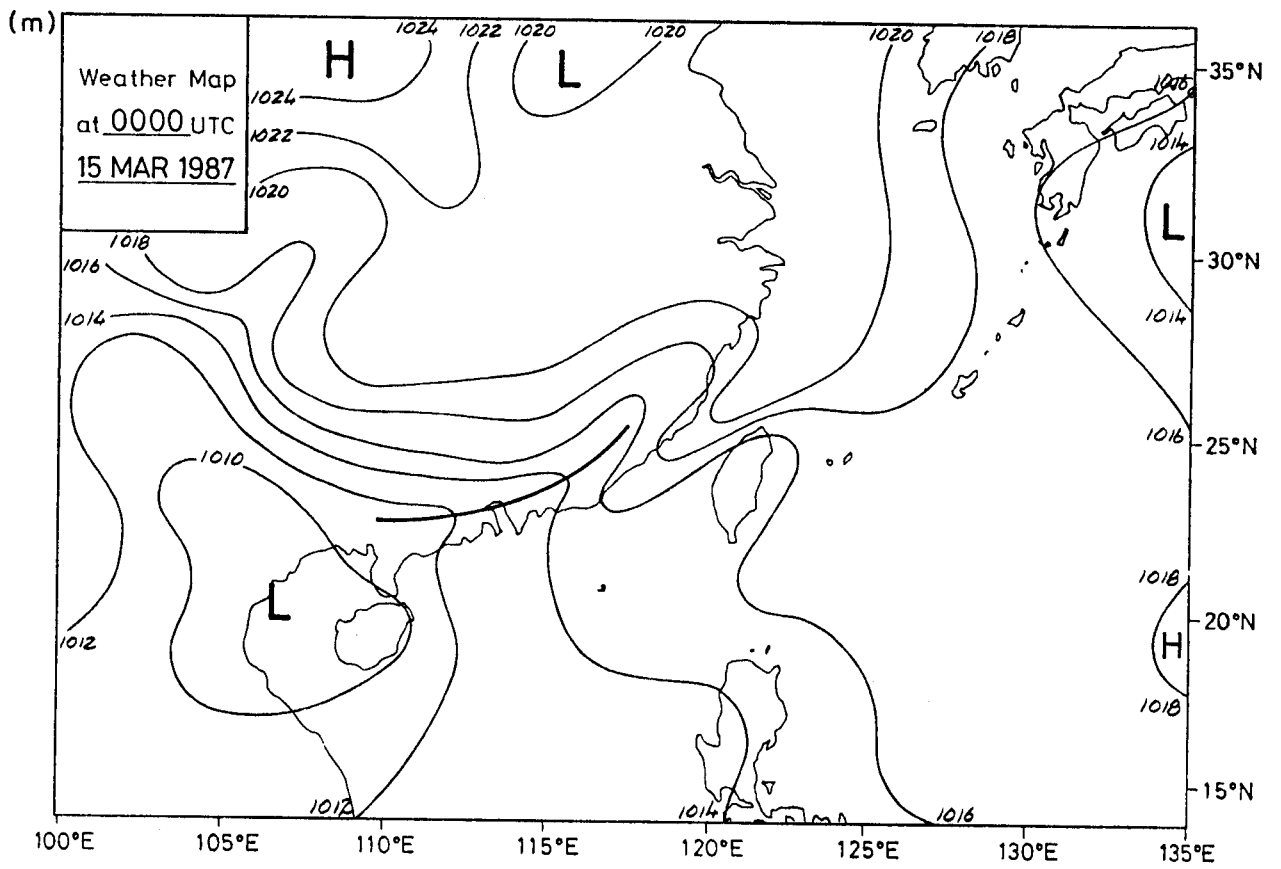 (m)
Weather Map
at 0000 UTC
15 MAR 1987
H
L
1024 1022 1020 1020 1020 1018
35°N
1024
1016
1022
1014
1020
L
1018
30°N
1016
1014
1014
1016
25°N
1010
1018
L
20°N
1012
H
1018
15°N
1012 1014 1016
100°E 105°E 110°E 115°E 120°E 125°E 130°E 135°E